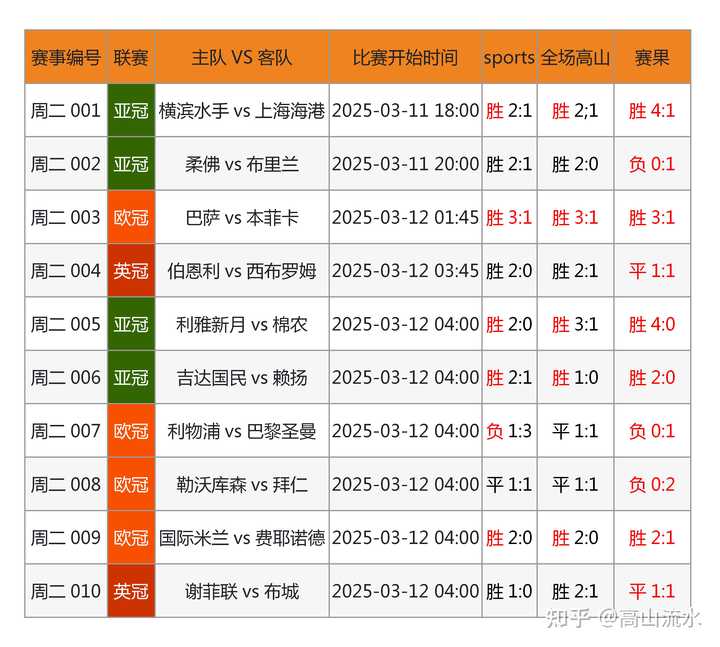 赛事编号 联赛 主队 VS 客队 比赛开始时间 sports 全场高山 赛果
周二 001 亚冠 横滨水手 vs 上海海港 2025-03-11 18:00 胜 2:1 胜 2;1 胜 4:1
周二 002 亚冠 柔佛 vs 布里兰 2025-03-11 20:00 胜 2:1 胜 2:0 负 0:1
周二 003 欧冠 巴萨 vs 本菲卡 2025-03-12 01:45 胜 3:1 胜 3:1 胜 3:1
周二 004 英冠 伯恩利 vs 西布罗姆 2025-03-12 03:45 胜 2:0 胜 2:1 平 1:1
周二 005 亚冠 利雅新月 vs 棉农 2025-03-12 04:00 胜 2:0 胜 3:1 胜 4:0
周二 006 亚冠 吉达国民 vs 赖扬 2025-03-12 04:00 胜 2:1 胜 1:0 胜 2:0
周二 007 欧冠 利物浦 vs 巴黎圣曼 2025-03-12 04:00 负 1:3 平 1:1 负 0:1
周二 008 欧冠 勒沃库森 vs 拜仁 2025-03-12 04:00 平 1:1 平 1:1 负 0:2
周二 009 欧冠 国际米兰 vs 费耶诺德 2025-03-12 04:00 胜 2:0 胜 2:0 胜 2:1
周二 010 英冠 谢菲联 vs 布城 2025-03-12 04:00 胜 1:0 胜 2:1 平 1:1
知乎 @高山流水